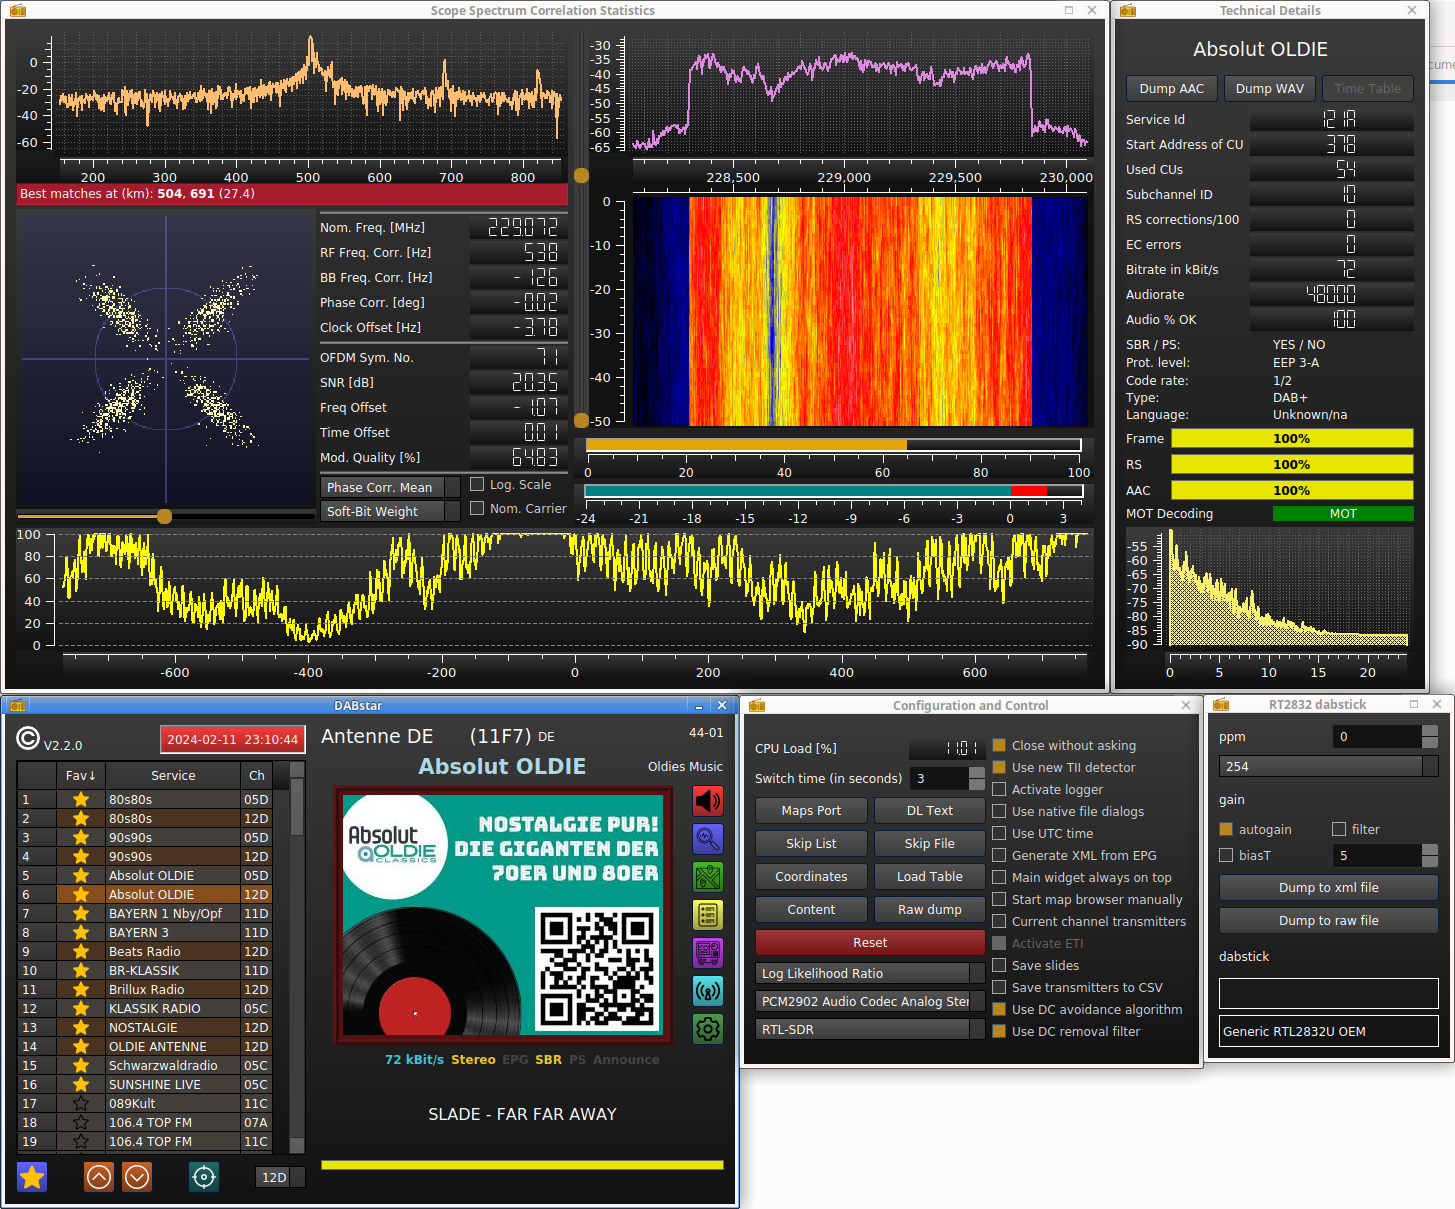 Scope Spectrum Correlation Statistics
0
-20
-40
-60
200 300 400 500 600 700 800
Best matches at (km): 504, 691 (27.4)
-30
-35
-40
-45
-50
-55
-60
-65
228,500 229,000 229,500 230,000
0
-10
-20
-30
-40
-50
Nom. Freq. [MHz] 229.072
RF Freq. Corr. [Hz] 538
BB Freq. Corr. [Hz] -126
Phase Corr. [deg] -0.02
Clock Offset [Hz] -3.78
OFDM Sym. No. 71
SNR [dB] 20.35
Freq Offset -1.07
Time Offset 0.01
Mod. Quality [%] 64.83
Phase Corr. Mean
Log. Scale
Soft-Bit Weight
Nom. Carrier
0 20 40 60 80 100
-24 -21 -18 -15 -12 -9 -6 -3 0 3
100
80
60
40
20
0
-600 -400 -200 0 200 400 600
Technical Details
Absolut OLDIE
Dump AAC Dump WAV Time Table
Service Id 121A
Start Address of CU 378
Used CUs 54
Subchannel ID 10
RS corrections/100 0
EC errors 0
Bitrate in kBit/s 72
Audiorate 48000
Audio % OK 100
SBR / PS: YES / NO
Prot. level: EEP 3-A
Code rate: 1/2
Type: DAB+
Language: Unknown/na
Frame 100%
RS 100%
AAC 100%
MOT Decoding MOT
-55
-60
-65
-70
-75
-80
-85
-90
0 5 10 15 20
DABstar
© V2.2.0
2024-02-11 23:10:44
Fav↓ Service Ch
1 80s80s 05D
2 80s80s 12D
3 90s90s 05D
4 90s90s 12D
5 Absolut OLDIE 05D
6 Absolut OLDIE 12D
7 BAYERN 1 Nby/Opf 11D
8 BAYERN 3 11D
9 Beats Radio 12D
10 BR-KLASSIK 11D
11 Brillux Radio 12D
12 KLASSIK RADIO 05C
13 NOSTALGIE 12D
14 OLDIE ANTENNE 12D
15 Schwarzwaldradio 05C
16 SUNSHINE LIVE 05C
17 089Kult 11C
18 106.4 TOP FM 07A
19 106.4 TOP FM 11C
12D
Antenne DE (11F7) DE 44-01
Absolut OLDIE
Oldies Music
Absolut
OLDIE
CLASSICS
NOSTALGIE PUR!
DIE GIGANTEN DER
70ER UND 80ER
72 kBit/s Stereo EPG SBR PS Announce
SLADE - FAR FAR AWAY
Configuration and Control
CPU Load [%] 11.01
Switch time (in seconds) 3
Maps Port DL Text
Skip List Skip File
Coordinates Load Table
Content Raw dump
Reset
Log Likelihood Ratio
PCM2902 Audio Codec Analog Ster
RTL-SDR
Close without asking
Use new TII detector
Activate logger
Use native file dialogs
Use UTC time
Generate XML from EPG
Main widget always on top
Start map browser manually
Current channel transmitters
Activate ETI
Save slides
Save transmitters to CSV
Use DC avoidance algorithm
Use DC removal filter
RT2832 dabstick
ppm 0
254
gain
autogain filter
biasT 5
Dump to xml file
Dump to raw file
dabstick
Generic RTL2832U OEM